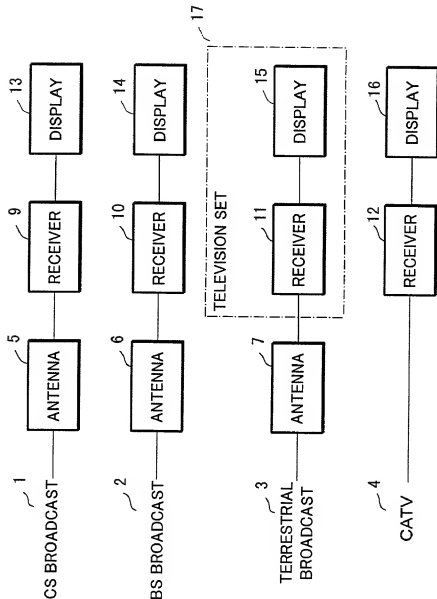 17
1
CS BROADCAST
5
ANTENNA
9
RECEIVER
13
DISPLAY
2
BS BROADCAST
6
ANTENNA
10
RECEIVER
14
DISPLAY
TELEVISION SET
3
TERRESTRIAL
BROADCAST
7
ANTENNA
11
RECEIVER
15
DISPLAY
4
CATV
12
RECEIVER
16
DISPLAY